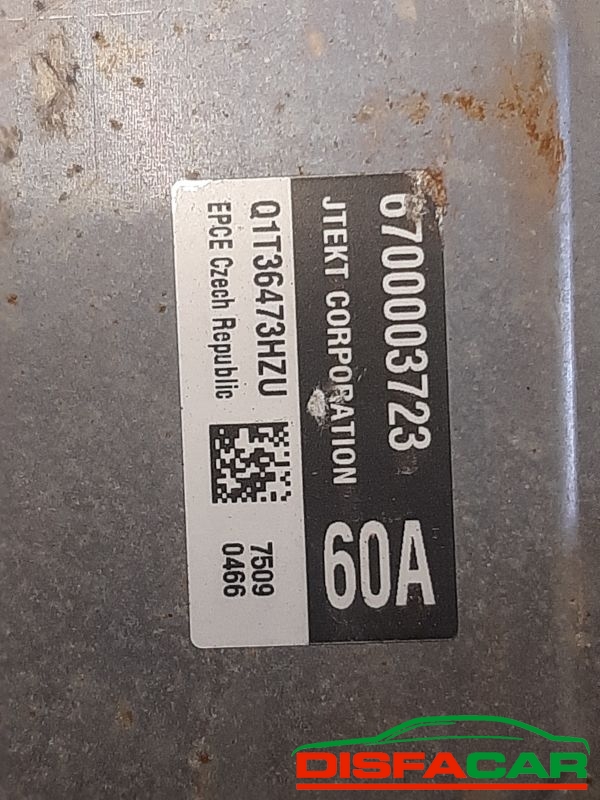 6700003723
JTEKT CORPORATION
60A
Q1T36473HZU
EPCE Czech Republic
7509
0466
DISFACAR